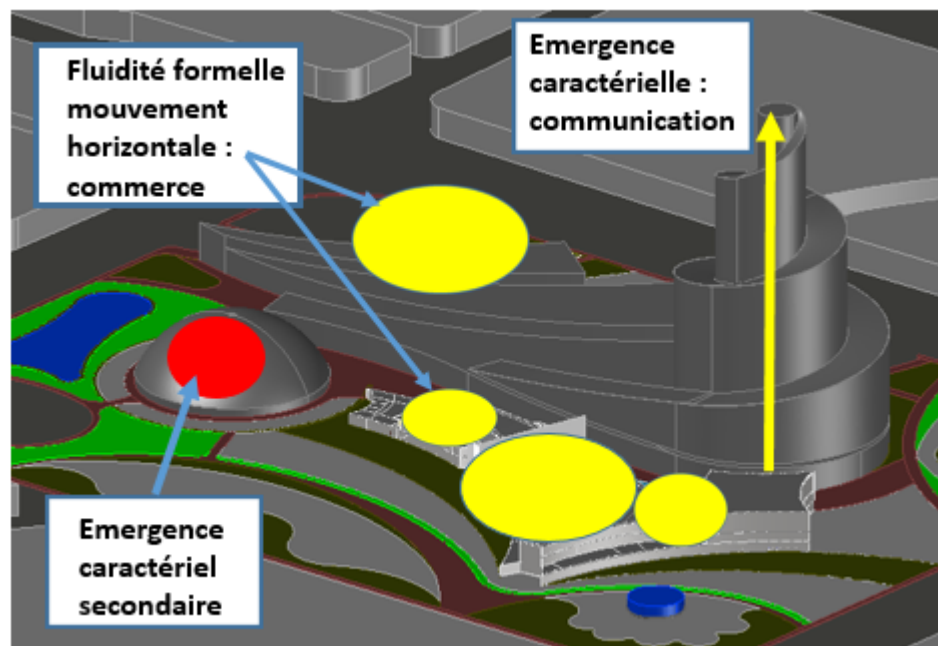 Fluidité formelle
mouvement
horizontale :
commerce
Emergence
caractérielle :
communication
Emergence
caractériel
secondaire